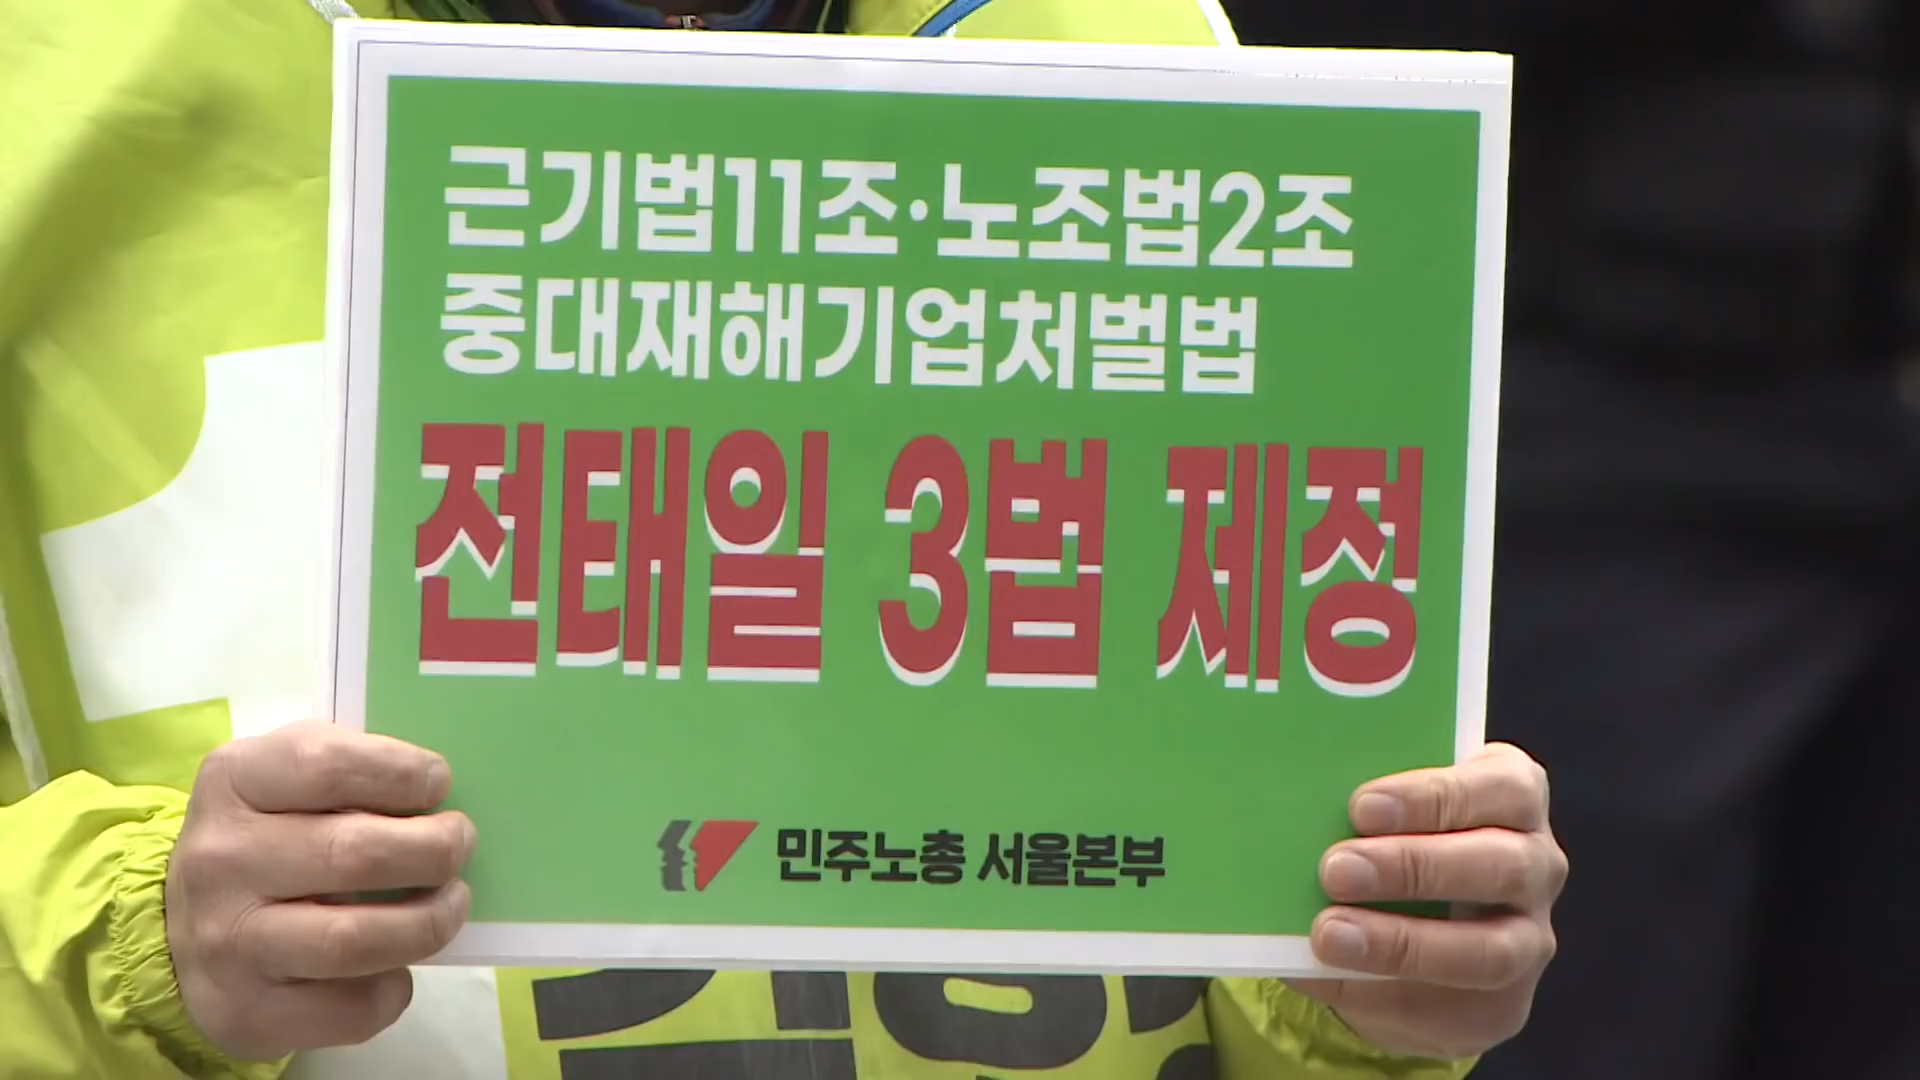 근기법11조·노조법2조
중대재해기업처벌법
전태일 3법 제정
민주노총 서울본부